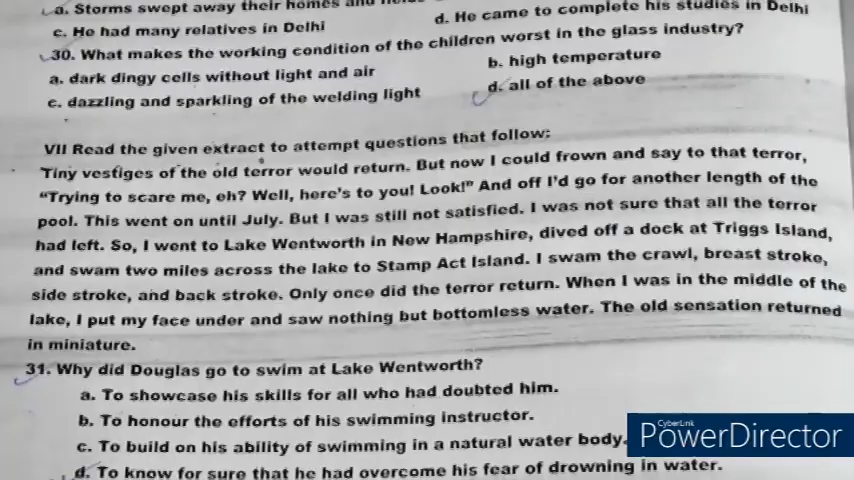 a. Storms swept away their homes and
d. He came to complete his studies in Delhi
c. He had many relatives in Delhi
30. What makes the working condition of the children worst in the glass industry?
a. dark dingy cells without light and air
b. high temperature
c. dazzling and sparkling of the welding light
d. all of the above
VII Read the given extract to attempt questions that follow:
Tiny vestiges of the old terror would return. But now I could frown and say to that terror,
"Trying to scare me, eh? Well, here's to you! Look!" And off I'd go for another length of the
pool. This went on until July. But I was still not satisfied. I was not sure that all the terror
had left. So, I went to Lake Wentworth in New Hampshire, dived off a dock at Triggs Island,
and swam two miles across the lake to Stamp Act Island. I swam the crawl, breast stroke,
side stroke, and back stroke. Only once did the terror return. When I was in the middle of the
lake, I put my face under and saw nothing but bottomless water. The old sensation returned
in miniature.
31. Why did Douglas go to swim at Lake Wentworth?
a. To showcase his skills for all who had doubted him.
b. To honour the efforts of his swimming instructor.
c. To build on his ability of swimming in a natural water body.
d. To know for sure that he had overcome his fear of drowning in water.
CyberLink
PowerDirector